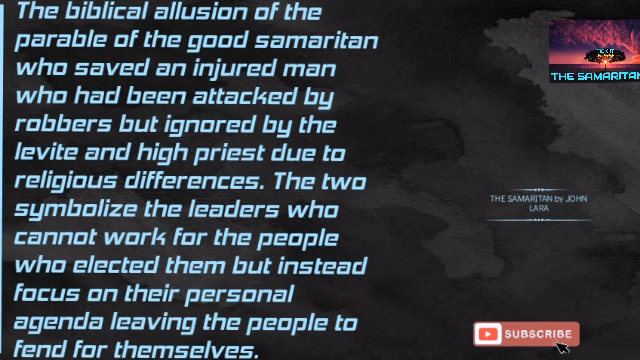 The biblical allusion of the
parable of the good samaritan
who saved an injured man
who had been attacked by
robbers but ignored by the
levite and high priest due to
religious differences. The two
symbolize the leaders who
cannot work for the people
who elected them but instead
focus on their personal
agenda leaving the people to
fend for themselves.
THE SAMARITAN
THE SAMARITAN by JOHN
LARA
SUBSCRIBE